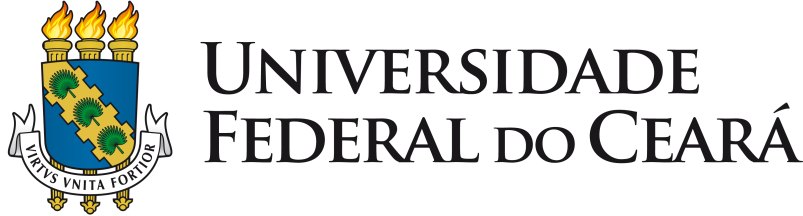 UNIVERSIDADE
FEDERAL DO CEARÁ
VIRTVS VNITA FORTIOR